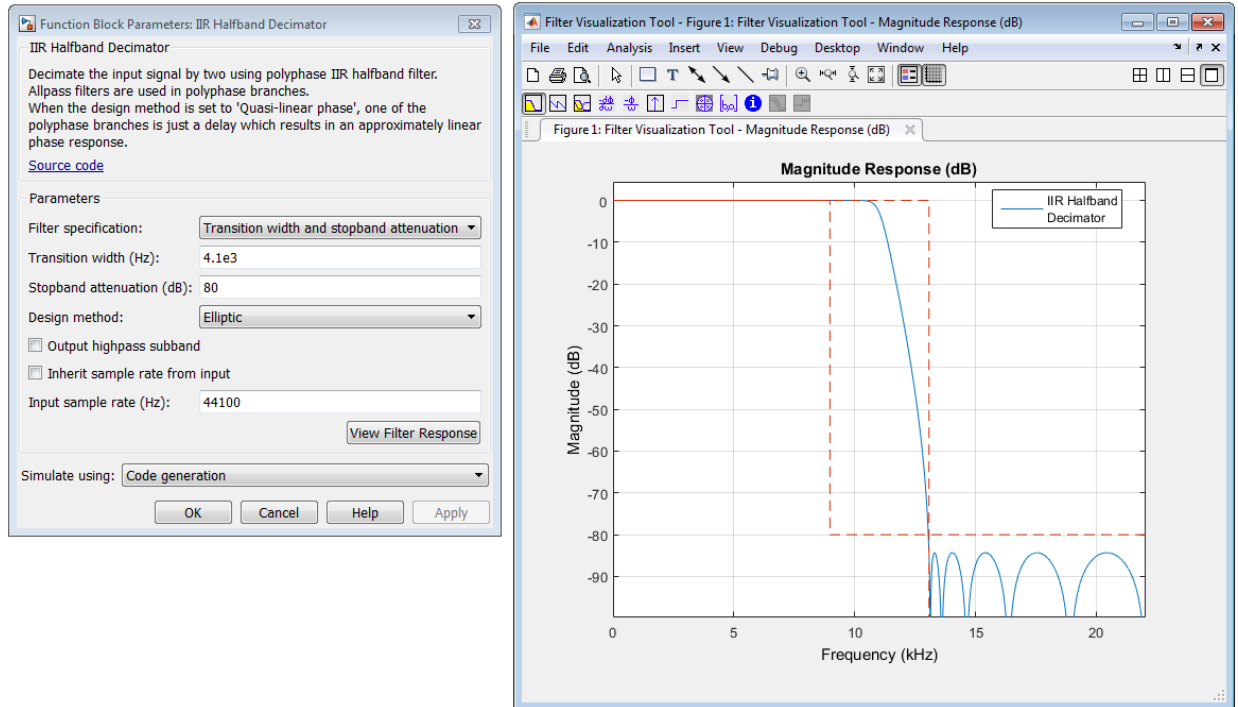 Function Block Parameters: IIR Halfband Decimator
IIR Halfband Decimator
Decimate the input signal by two using polyphase IIR halfband filter.
Allpass filters are used in polyphase branches.
When the design method is set to 'Quasi-linear phase', one of the
polyphase branches is just a delay which results in an approximately linear
phase response.
Source code
Parameters
Filter specification: Transition width and stopband attenuation
Transition width (Hz): 4.1e3
Stopband attenuation (dB): 80
Design method: Elliptic
Output highpass subband
Inherit sample rate from input
Input sample rate (Hz): 44100
View Filter Response
Simulate using: Code generation
OK Cancel Help Apply
Filter Visualization Tool - Figure 1: Filter Visualization Tool - Magnitude Response (dB)
File Edit Analysis Insert View Debug Desktop Window Help
Figure 1: Filter Visualization Tool - Magnitude Response (dB)
Magnitude Response (dB)
IIR Halfband
Decimator
Magnitude (dB)
0
-10
-20
-30
-40
-50
-60
-70
-80
-90
0 5 10 15 20
Frequency (kHz)